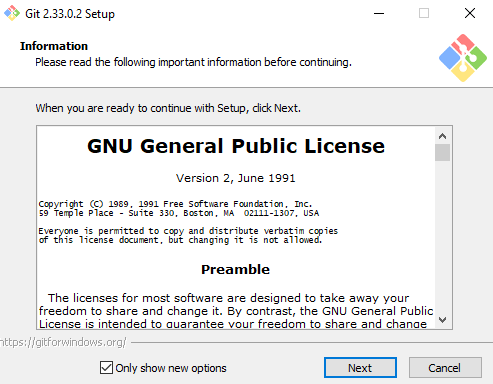 Git 2.33.0.2 Setup
Information
Please read the following important information before continuing.
When you are ready to continue with Setup, click Next.
GNU General Public License
Version 2, June 1991
Copyright (C) 1989, 1991 Free Software Foundation, Inc.
59 Temple Place - Suite 330, Boston, MA 02111-1307, USA
Everyone is permitted to copy and distribute verbatim copies
of this license document, but changing it is not allowed.
Preamble
The licenses for most software are designed to take away your
freedom to share and change it. By contrast, the GNU General Public
License is intended to guarantee your freedom to share and change
https://gitforwindows.org/
Only show new options
Next
Cancel